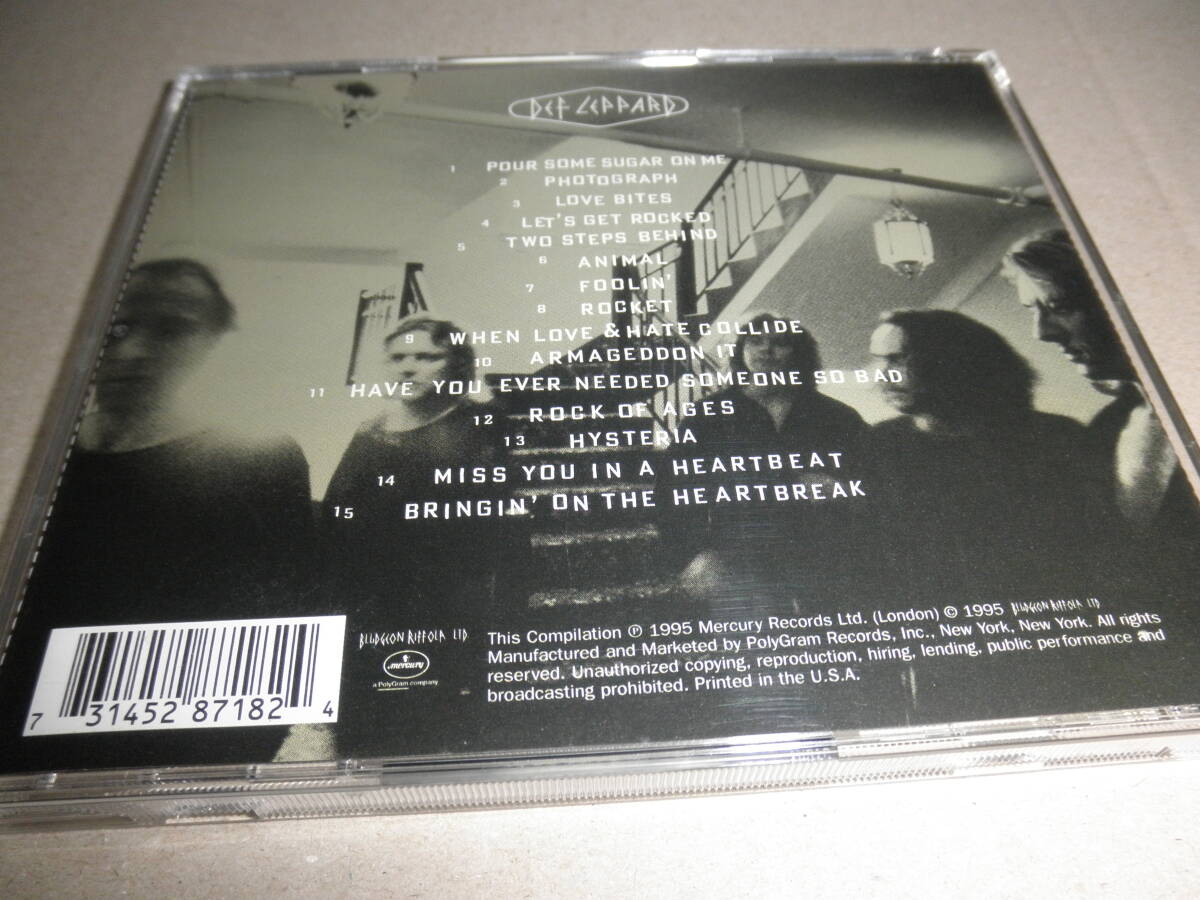 DEF LEPPARD
1 POUR SOME SUGAR ON ME
2 PHOTOGRAPH
3 LOVE BITES
4 LET'S GET ROCKED
5 TWO STEPS BEHIND
6 ANIMAL
7 FOOLIN'
8 ROCKET
9 WHEN LOVE & HATE COLLIDE
10 ARMAGEDDON IT
11 HAVE YOU EVER NEEDED SOMEONE SO BAD
12 ROCK OF AGES
13 HYSTERIA
14 MISS YOU IN A HEARTBEAT
15 BRINGIN' ON THE HEARTBREAK
7 31452 87182 4
BLUDGEON RIFFOLA LTD
mercury
a PolyGram company
This Compilation ℗ 1995 Mercury Records Ltd. (London) © 1995 BLUDGEON RIFFOLA LTD
Manufactured and Marketed by PolyGram Records, Inc., New York, New York. All rights
reserved. Unauthorized copying, reproduction, hiring, lending, public performance and
broadcasting prohibited. Printed in the U.S.A.